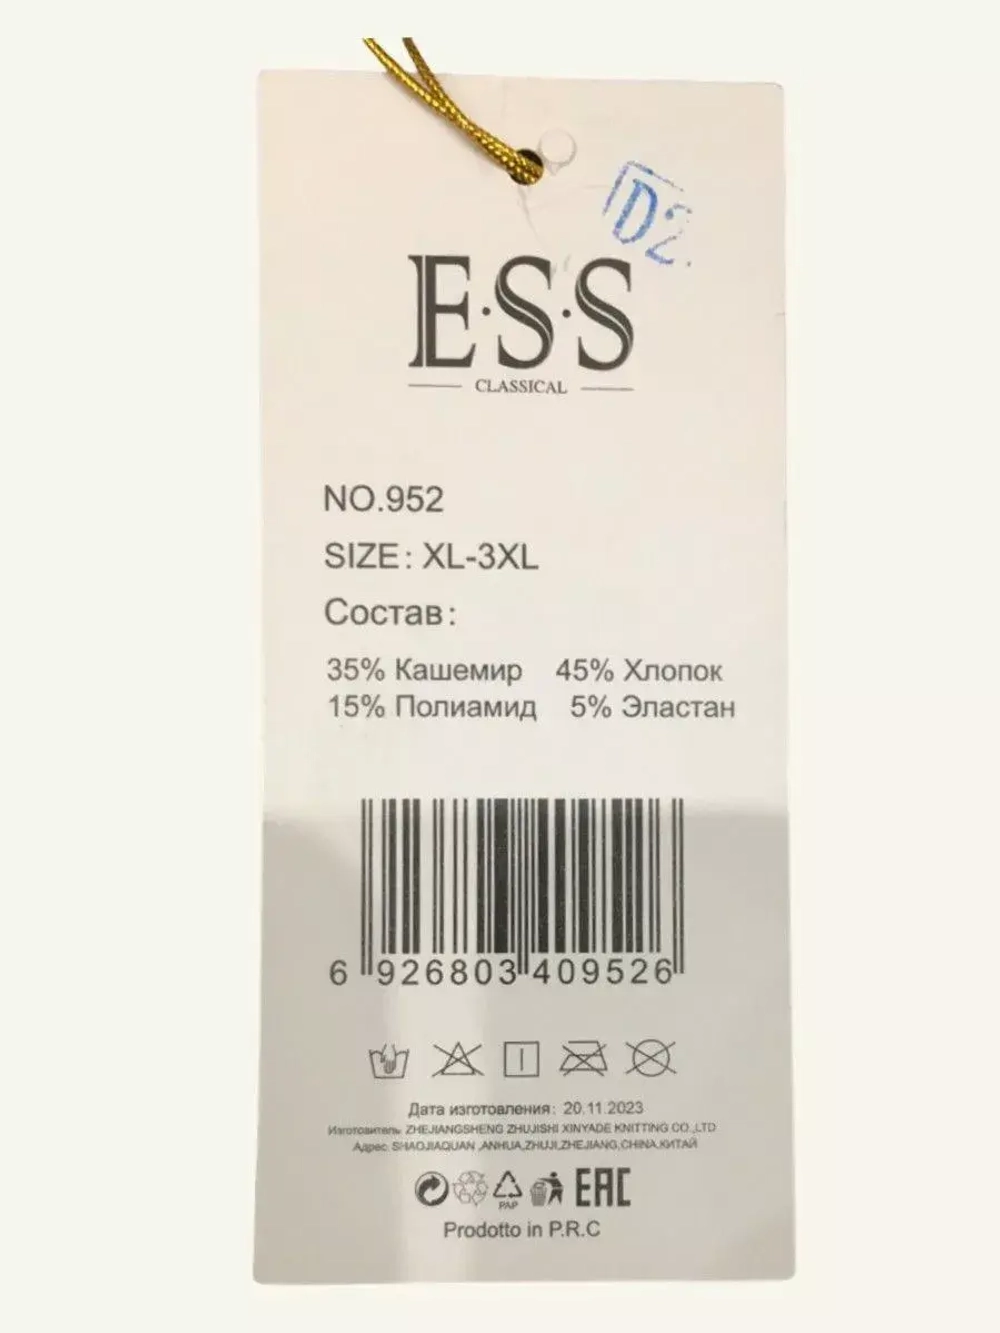 D2
E·S·S
CLASSICAL
NO.952
SIZE: XL-3XL
Состав:
35% Кашемир 45% Хлопок
15% Полиамид 5% Эластан
6 926803 409526
Дата изготовления: 20.11.2023
Изготовитель: ZHEJIANGSHENG ZHUJISHI XINYADE KNITTING CO.,LTD
Адрес: SHAOJIAQUAN ,ANHUA,ZHUJI,ZHEJIANG,CHINA.КИТАЙ
PAP
EAC
Prodotto in P.R.C